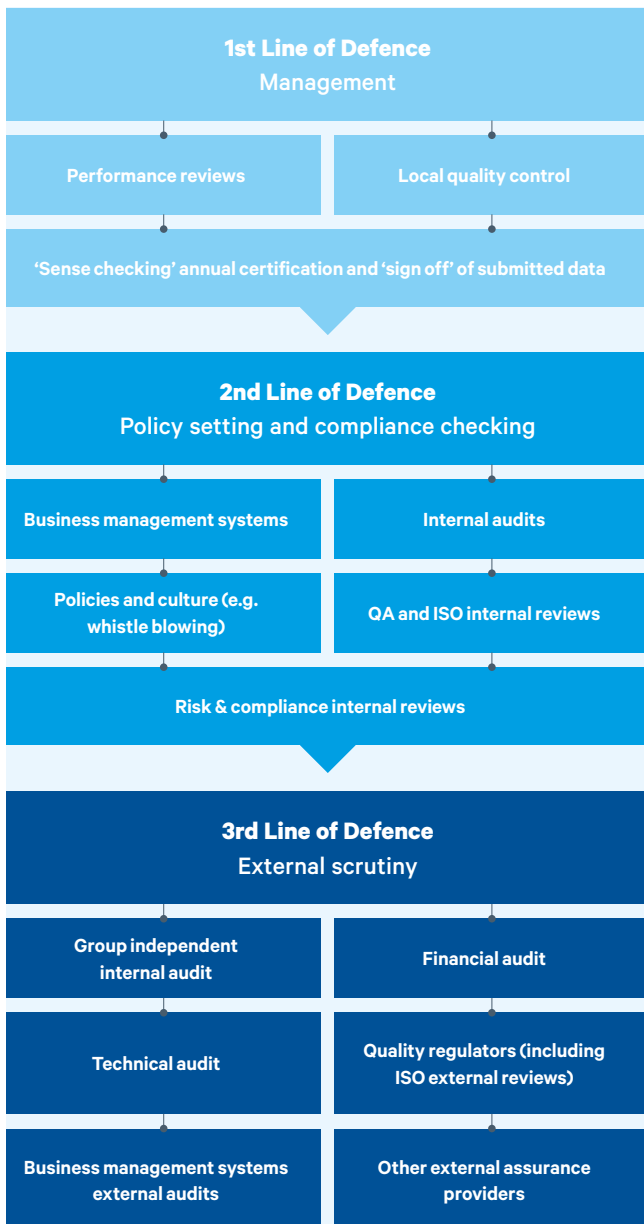 1st Line of Defence
Management
Performance reviews
Local quality control
‘Sense checking’ annual certification and ‘sign off’ of submitted data
2nd Line of Defence
Policy setting and compliance checking
Business management systems
Internal audits
Policies and culture (e.g.
whistle blowing)
QA and ISO internal reviews
Risk & compliance internal reviews
3rd Line of Defence
External scrutiny
Group independent
internal audit
Financial audit
Technical audit
Quality regulators (including
ISO external reviews)
Business management systems
external audits
Other external assurance
providers